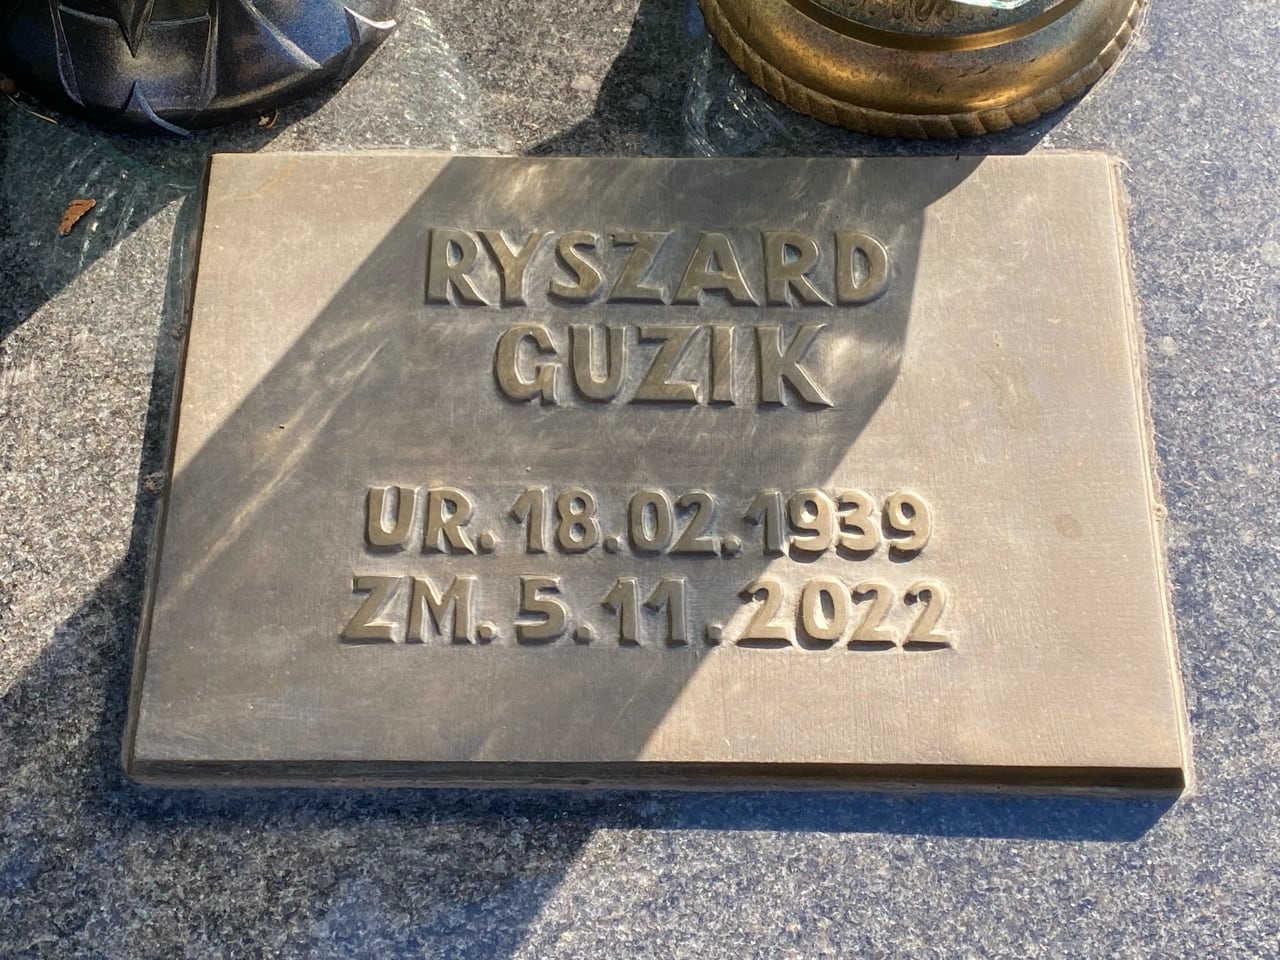 RYSZARD
GUZIK
UR. 18.02.1939
ZM. 5.11.2022